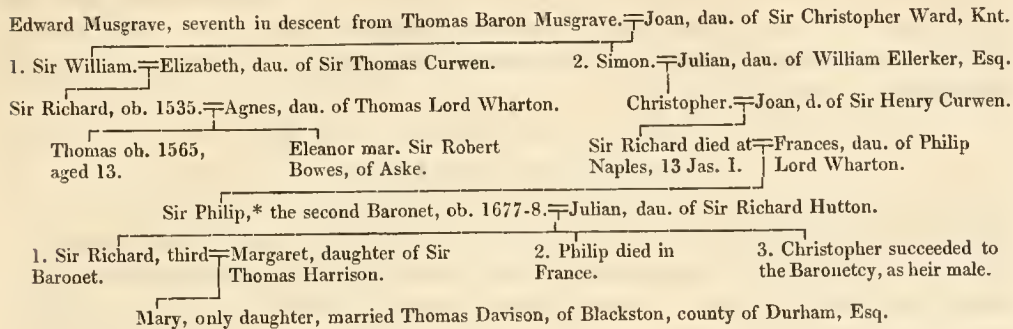 Edward Musgrave, seventh in descent from Thomas Baron Musgrave.=Joan, dau. of Sir Christopher Ward, Knt.
1. Sir William.=Elizabeth, dau. of Sir Thomas Curwen.
2. Simon.=Julian, dau. of William Ellerker, Esq.
Sir Richard, ob. 1535.=Agnes, dau. of Thomas Lord Wharton.
Christopher.=Joan, d. of Sir Henry Curwen.
Thomas ob. 1565,
aged 13.
Eleanor mar. Sir Robert
Bowes, of Aske.
Sir Richard died at=Frances, dau. of Philip
Naples, 13 Jas. I. Lord Wharton.
Sir Philip,* the second Baronet, ob. 1677-8.=Julian, dau. of Sir Richard Hutton.
1. Sir Richard, third=Margaret, daughter of Sir
Baronet. Thomas Harrison.
2. Philip died in
France.
3. Christopher succeeded to
the Baronetcy, as heir male.
Mary, only daughter, married Thomas Davison, of Blackston, county of Durham, Esq.